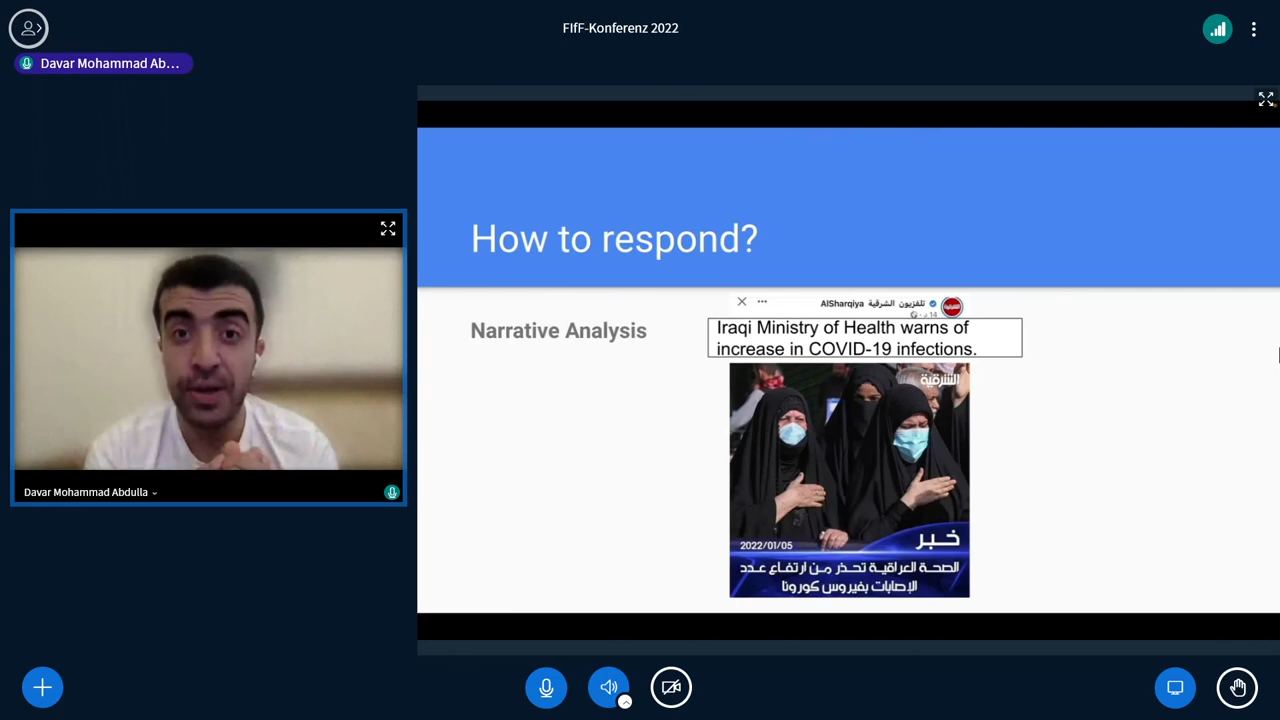 FIfF-Konferenz 2022
Davar Mohammad Ab...
How to respond?
Narrative Analysis
AlSharqiya تلفزيون الشرقية
14 د
Iraqi Ministry of Health warns of
increase in COVID-19 infections.
الشرقية
خبر
2022/01/05
الصحة العراقية تحذر من ارتفاع عدد
الإصابات بفيروس كورونا
Davar Mohammad Abdulla